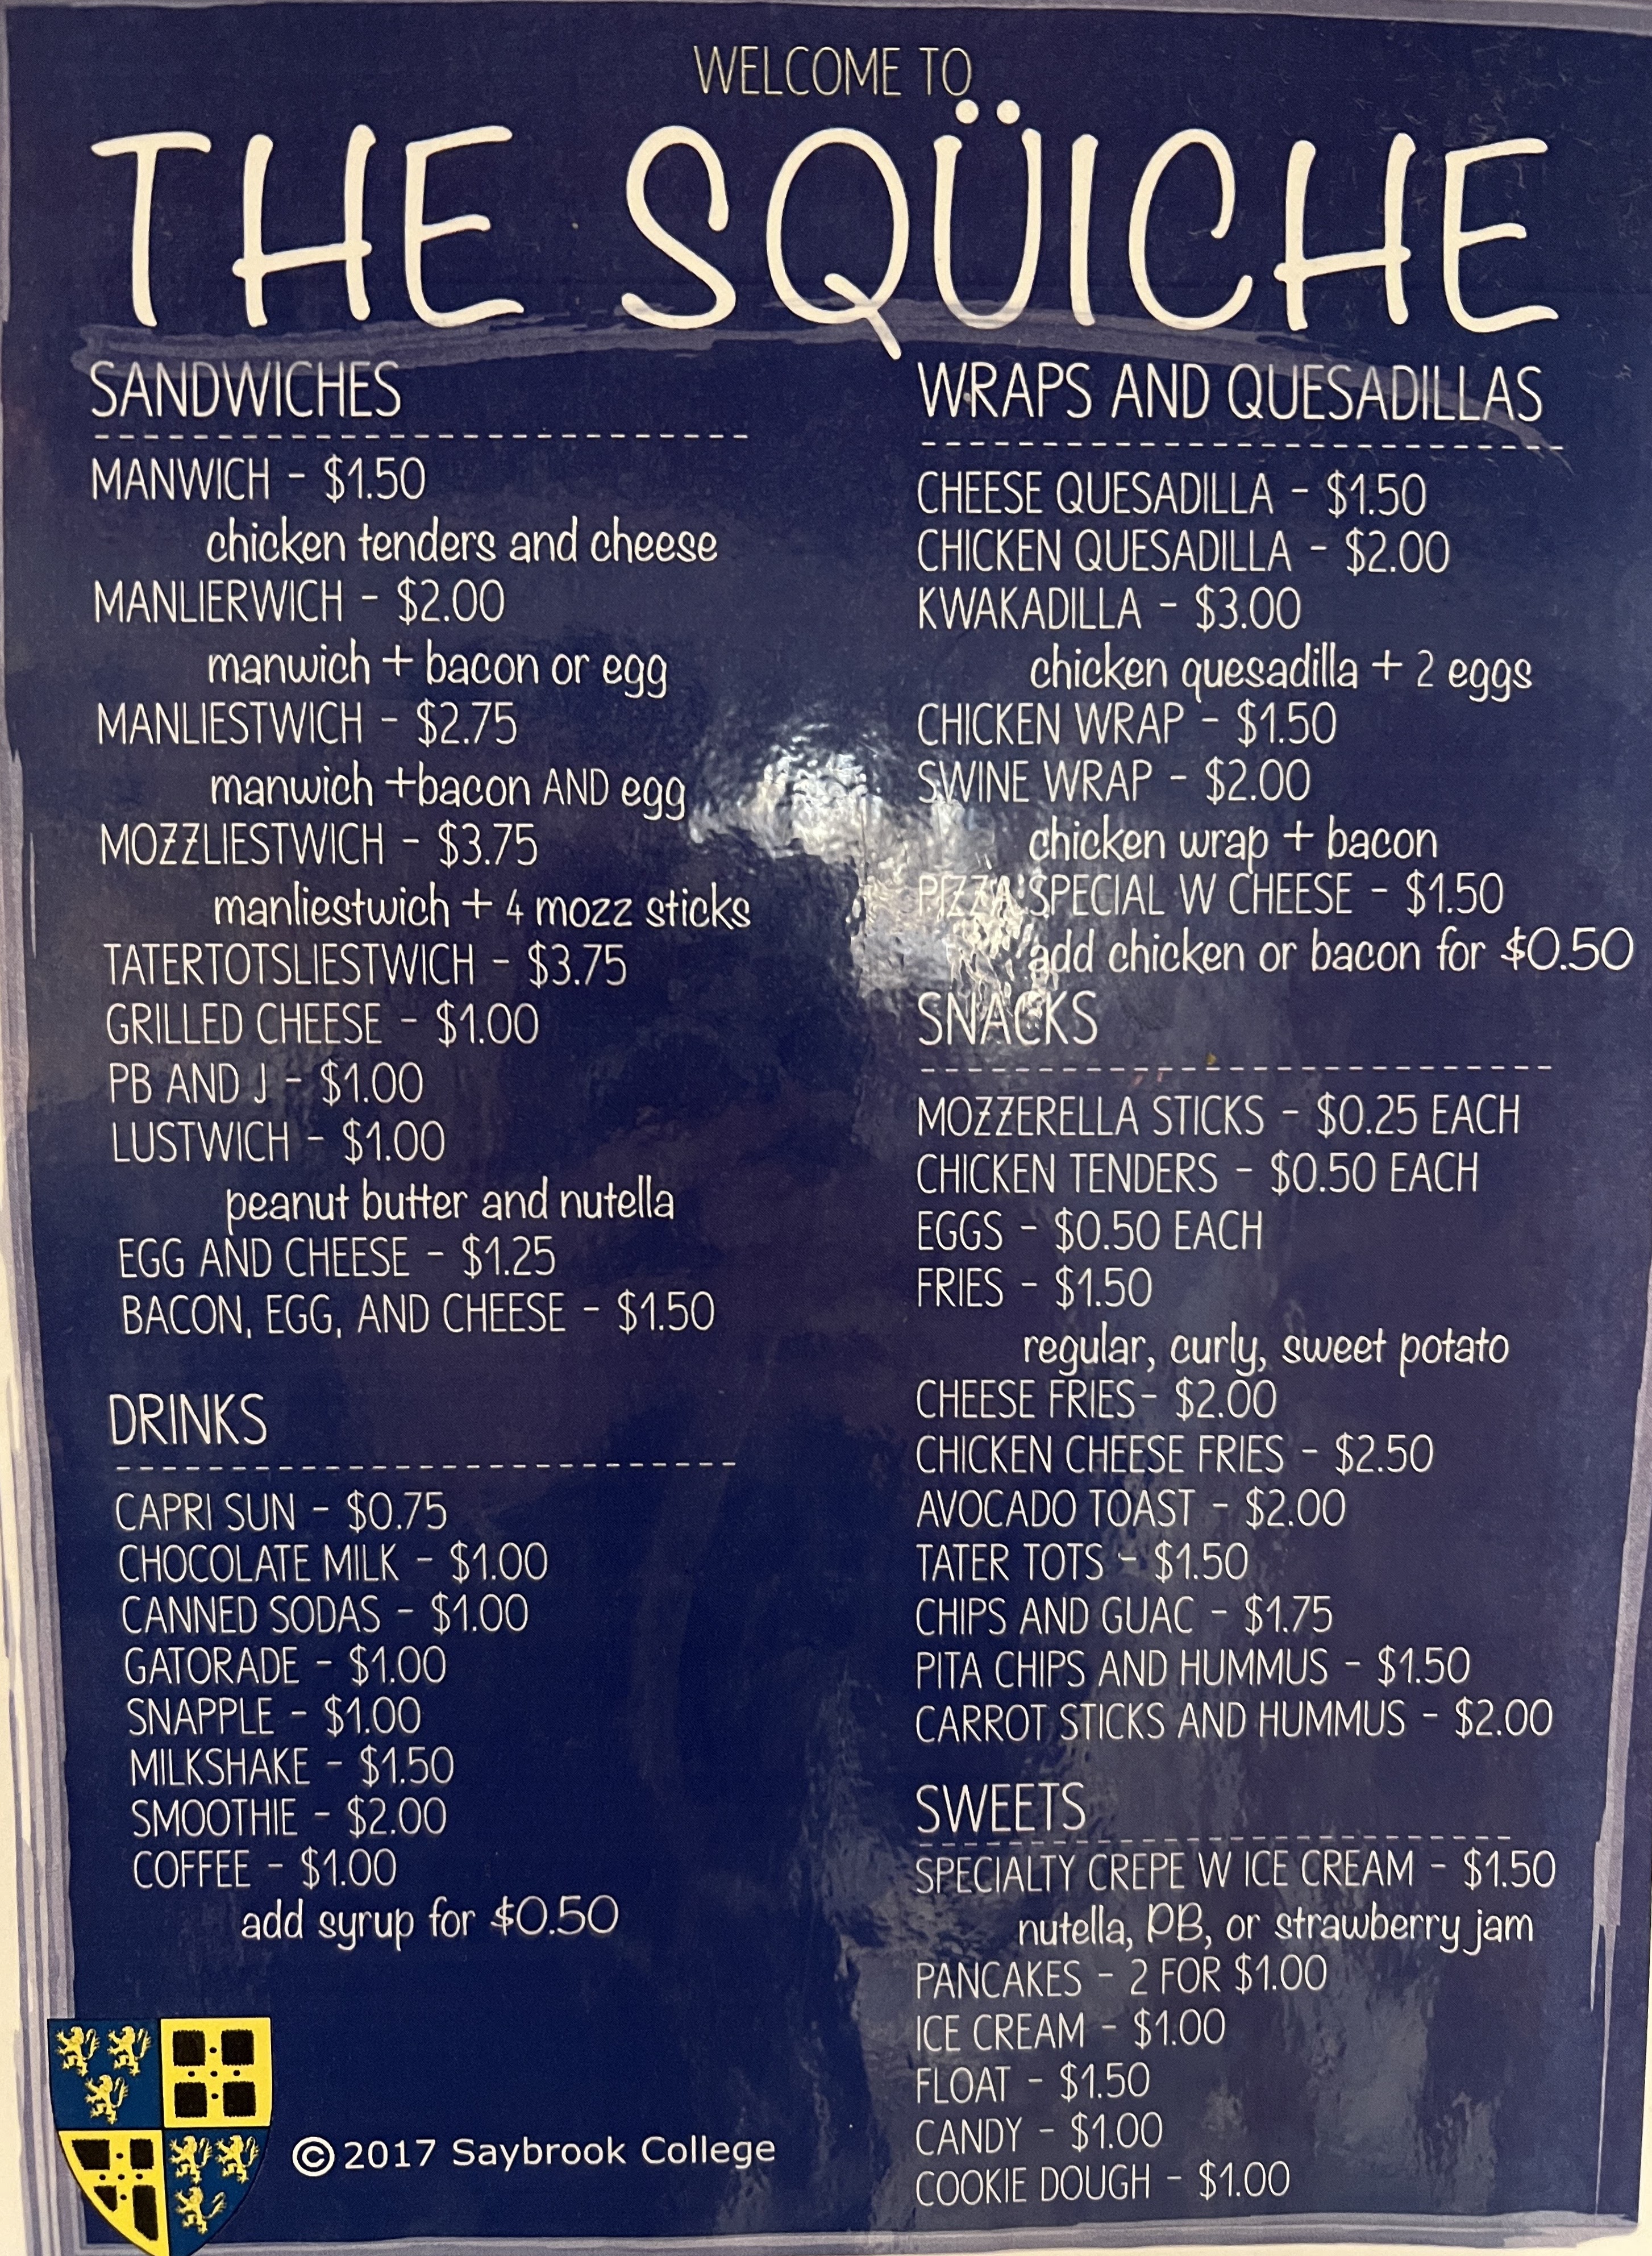 WELCOME TO
THE SQÜICHE
SANDWICHES
MANWICH - $1.50
chicken tenders and cheese
MANLIERWICH - $2.00
manwich + bacon or egg
MANLIESTWICH - $2.75
manwich +bacon AND egg
MOZZLIESTWICH - $3.75
manliestwich + 4 mozz sticks
TATERTOTSLIESTWICH - $3.75
GRILLED CHEESE - $1.00
PB AND J - $1.00
LUSTWICH - $1.00
peanut butter and nutella
EGG AND CHEESE - $1.25
BACON, EGG, AND CHEESE - $1.50
DRINKS
CAPRI SUN - $0.75
CHOCOLATE MILK - $1.00
CANNED SODAS - $1.00
GATORADE - $1.00
SNAPPLE - $1.00
MILKSHAKE - $1.50
SMOOTHIE - $2.00
COFFEE - $1.00
add syrup for $0.50
WRAPS AND QUESADILLAS
CHEESE QUESADILLA - $1.50
CHICKEN QUESADILLA - $2.00
KWAKADILLA - $3.00
chicken quesadilla + 2 eggs
CHICKEN WRAP - $1.50
SWINE WRAP - $2.00
chicken wrap + bacon
PIZZA SPECIAL W CHEESE - $1.50
add chicken or bacon for $0.50
SNACKS
MOZZERELLA STICKS - $0.25 EACH
CHICKEN TENDERS - $0.50 EACH
EGGS - $0.50 EACH
FRIES - $1.50
regular, curly, sweet potato
CHEESE FRIES- $2.00
CHICKEN CHEESE FRIES - $2.50
AVOCADO TOAST - $2.00
TATER TOTS - $1.50
CHIPS AND GUAC - $1.75
PITA CHIPS AND HUMMUS - $1.50
CARROT STICKS AND HUMMUS - $2.00
SWEETS
SPECIALTY CREPE W ICE CREAM - $1.50
nutella, PB, or strawberry jam
PANCAKES - 2 FOR $1.00
ICE CREAM - $1.00
FLOAT - $1.50
CANDY - $1.00
COOKIE DOUGH - $1.00
© 2017 Saybrook College